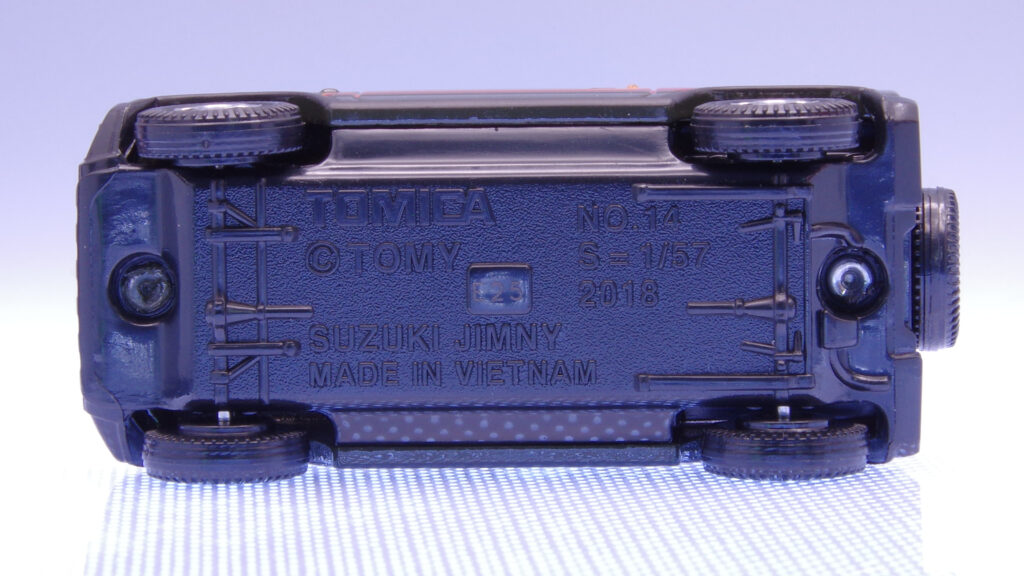 TOMICA
© TOMY
NO.14
S = 1/57
2018
SUZUKI JIMNY
MADE IN VIETNAM